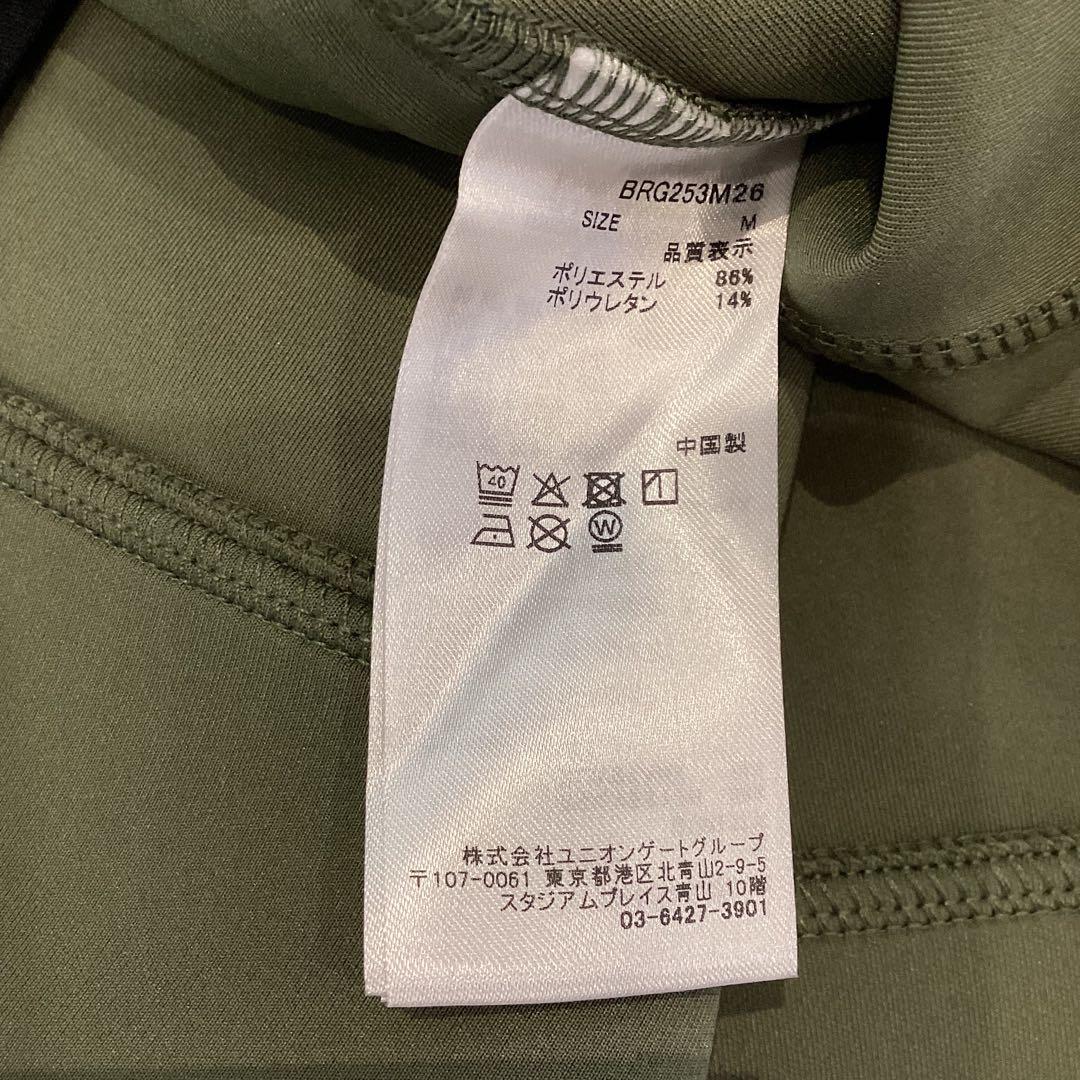 BRG253M26
SIZE M
品質表示
ポリエステル 86%
ポリウレタン 14%
中国製
40
W
株式会社ユニオンゲートグループ
〒107-0061 東京都港区北青山2-9-5
スタジアムプレイス青山 10階
03-6427-3901